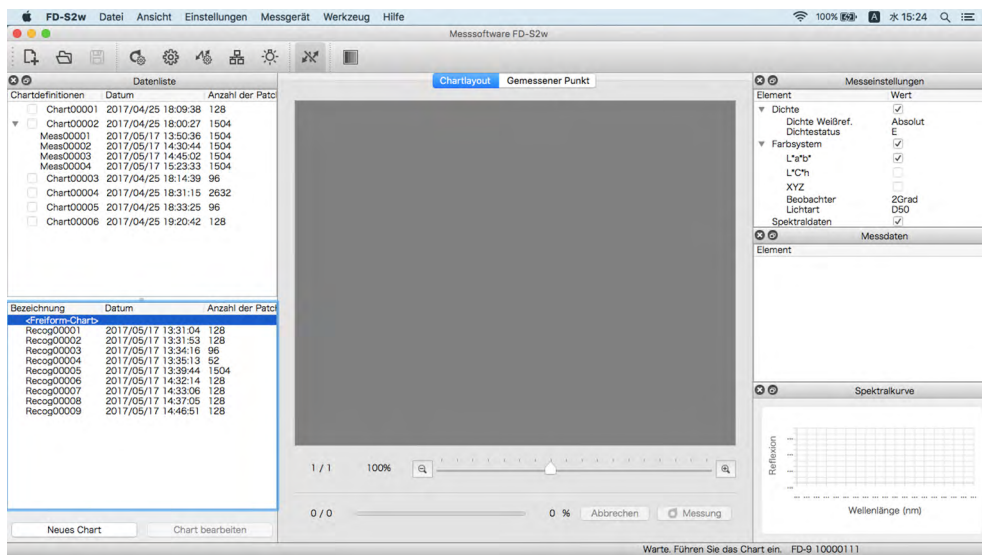 FD-S2w Datei Ansicht Einstellungen Messgerät Werkzeug Hilfe 100% A 水 15:24
Messsoftware FD-S2w
Datenliste
Chartdefinitionen Datum Anzahl der Patch
Chart00001 2017/04/25 18:09:38 128
Chart00002 2017/04/25 18:00:27 1504
Meas00001 2017/05/17 13:50:36 1504
Meas00002 2017/05/17 14:30:44 1504
Meas00003 2017/05/17 14:45:02 1504
Meas00004 2017/05/17 15:23:33 1504
Chart00003 2017/04/25 18:14:39 96
Chart00004 2017/04/25 18:31:15 2632
Chart00005 2017/04/25 18:33:25 96
Chart00006 2017/04/25 19:20:42 128
Bezeichnung Datum Anzahl der Patch
<Freiform-Chart>
Recog00001 2017/05/17 13:31:04 128
Recog00002 2017/05/17 13:31:53 128
Recog00003 2017/05/17 13:34:16 96
Recog00004 2017/05/17 13:35:13 52
Recog00005 2017/05/17 13:39:44 1504
Recog00006 2017/05/17 14:32:14 128
Recog00007 2017/05/17 14:33:06 128
Recog00008 2017/05/17 14:37:05 128
Recog00009 2017/05/17 14:46:51 128
Neues Chart Chart bearbeiten
Chartlayout Gemessener Punkt
1 / 1 100%
0 / 0 0 % Abbrechen Messung
Messeinstellungen
Element Wert
Dichte
Dichte Weißref. Absolut
Dichtestatus E
Farbsystem
L*a*b*
L*C*h
XYZ
Beobachter 2Grad
Lichtart D50
Spektraldaten
Messdaten
Element
Spektralkurve
Reflexion
Wellenlänge (nm)
Warte. Führen Sie das Chart ein. FD-9 10000111